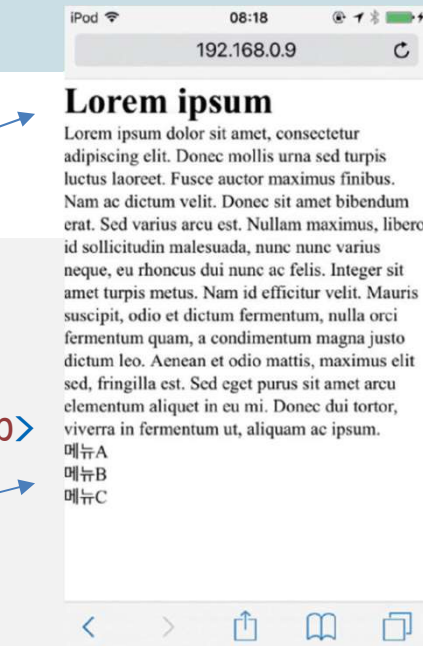 iPod 08:18
192.168.0.9
Lorem ipsum
Lorem ipsum dolor sit amet, consectetur
adipiscing elit. Donec mollis urna sed turpis
luctus laoreet. Fusce auctor maximus finibus.
Nam ac dictum velit. Donec sit amet bibendum
erat. Sed varius arcu est. Nullam maximus, libero
id sollicitudin malesuada, nunc nunc varius
neque, eu rhoncus dui nunc ac felis. Integer sit
amet turpis metus. Nam id efficitur velit. Mauris
suscipit, odio et dictum fermentum, nulla orci
fermentum quam, a condimentum magna justo
dictum leo. Aenean et odio mattis, maximus elit
sed, fringilla est. Sed eget purus sit amet arcu
elementum aliquet in eu mi. Donec dui tortor,
viverra in fermentum ut, aliquam ac ipsum.
메뉴A
메뉴B
메뉴C